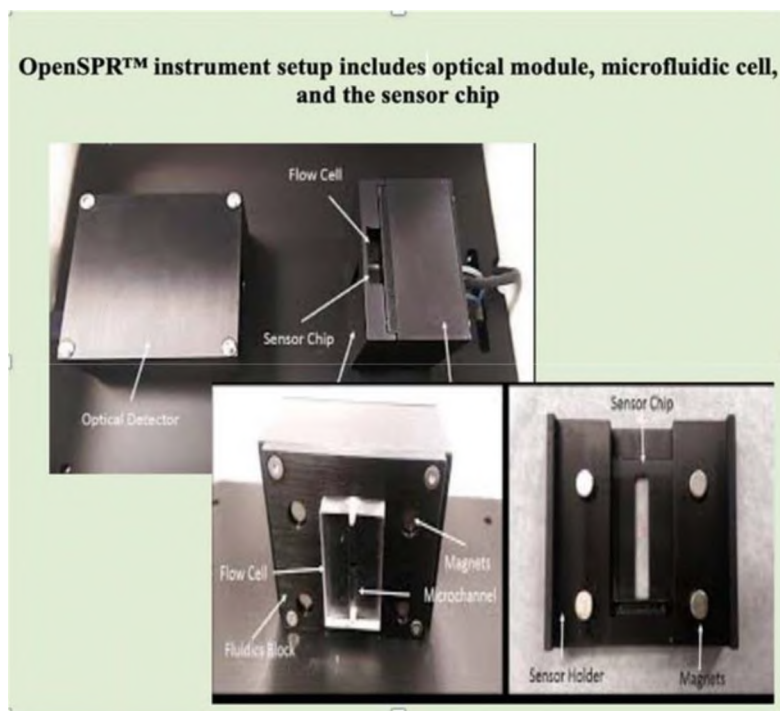 OpenSPR™ instrument setup includes optical module, microfluidic cell,
and the sensor chip
Flow Cell
Sensor Chip
Optical Detector
Sensor Chip
Magnets
Flow Cell
Microchannel
Fluidics Block
Sensor Holder
Magnets